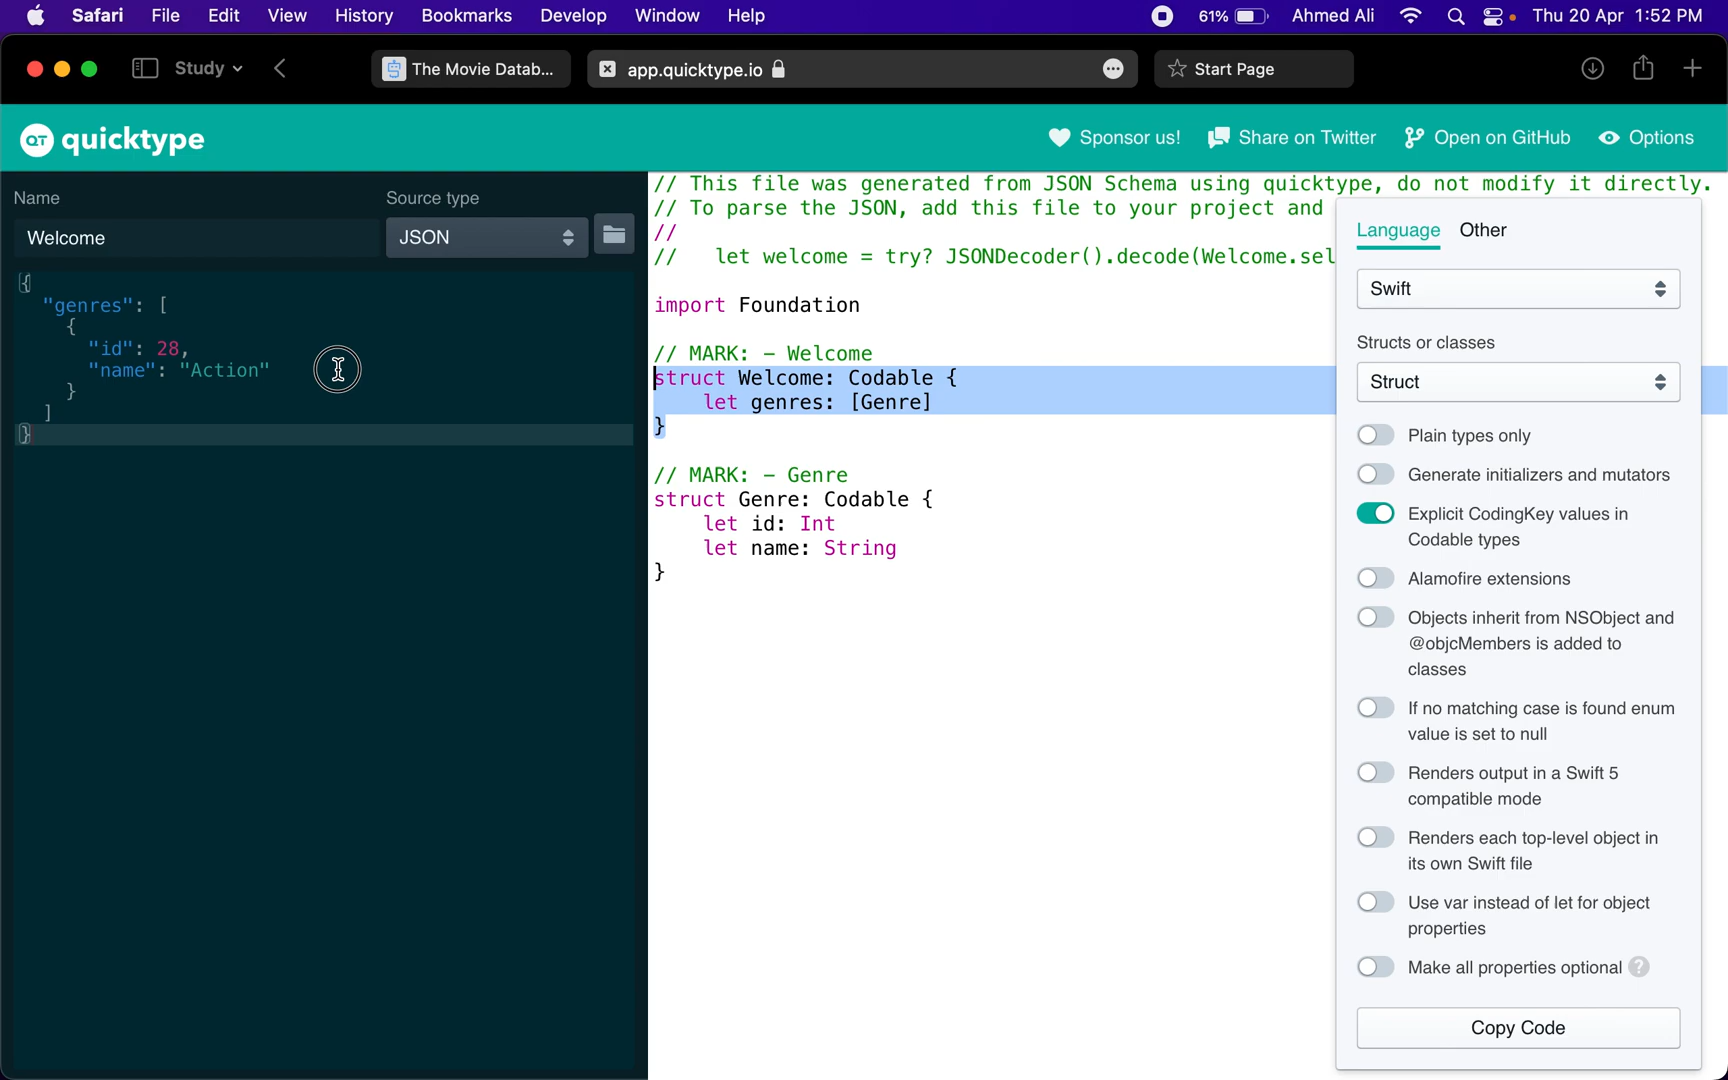 Safari File Edit View History Bookmarks Develop Window Help 61% Ahmed Ali Thu 20 Apr 1:52 PM
Study The Movie Datab... app.quicktype.io Start Page
QT quicktype Sponsor us! Share on Twitter Open on GitHub Options
Name Source type
Welcome JSON
{
"genres": [
{
"id": 28,
"name": "Action"
}
]
}
// This file was generated from JSON Schema using quicktype, do not modify it directly.
// To parse the JSON, add this file to your project and
//
// let welcome = try? JSONDecoder().decode(Welcome.sel
import Foundation
// MARK: - Welcome
struct Welcome: Codable {
let genres: [Genre]
}
// MARK: - Genre
struct Genre: Codable {
let id: Int
let name: String
}
Language Other
Swift
Structs or classes
Struct
Plain types only
Generate initializers and mutators
Explicit CodingKey values in
Codable types
Alamofire extensions
Objects inherit from NSObject and
@objcMembers is added to
classes
If no matching case is found enum
value is set to null
Renders output in a Swift 5
compatible mode
Renders each top-level object in
its own Swift file
Use var instead of let for object
properties
Make all properties optional ?
Copy Code